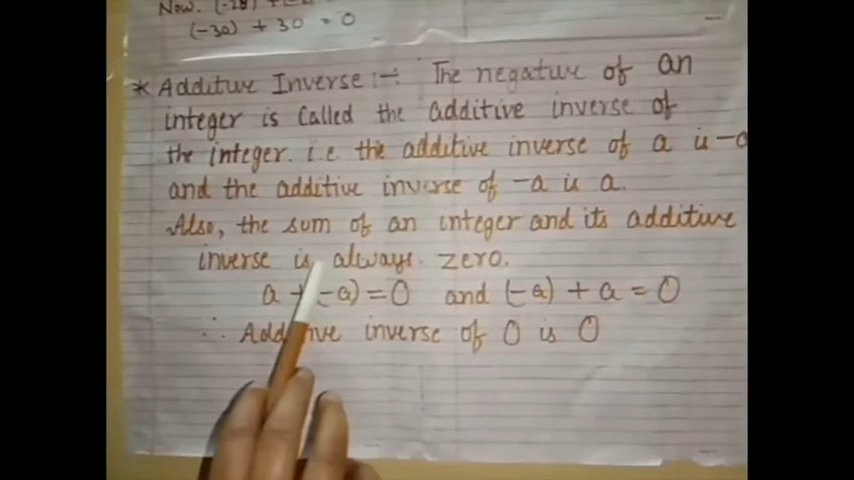 Now. (-28) +
(-30) + 30 = 0
* Additive Inverse :- The negative of an
integer is called the additive inverse of
the integer. i.e the additive inverse of a is -a
and the additive inverse of -a is a.
Also, the sum of an integer and its additive
inverse is always zero.
a + (-a) = 0 and (-a) + a = 0
∴ Additive inverse of 0 is 0